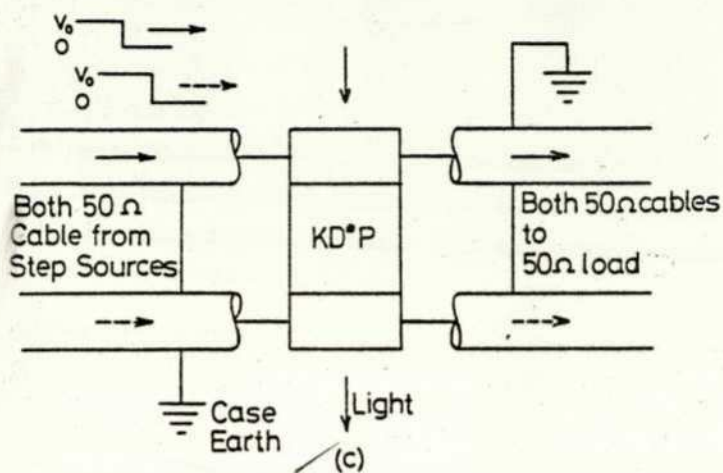 V₀
O
V₀
O
Both 50 Ω
Cable from
Step Sources
KD*P
Both 50Ω cables
to
50Ω load
Case
Earth
Light
(c)